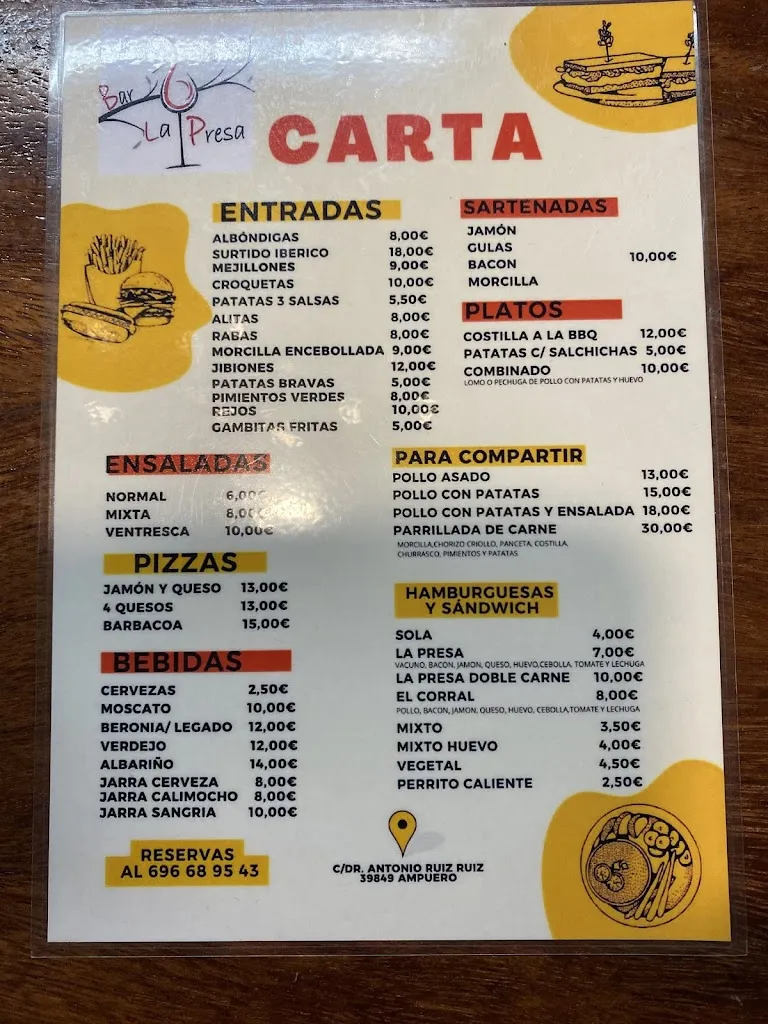 Bar
La Presa
CARTA
ENTRADAS
ALBÓNDIGAS 8,00€
SURTIDO IBERICO 18,00€
MEJILLONES 9,00€
CROQUETAS 10,00€
PATATAS 3 SALSAS 5,50€
ALITAS 8,00€
RABAS 8,00€
MORCILLA ENCEBOLLADA 9,00€
JIBIONES 12,00€
PATATAS BRAVAS 5,00€
PIMIENTOS VERDES 8,00€
REJOS 10,00€
GAMBITAS FRITAS 5,00€
SARTENADAS
JAMÓN
GULAS
BACON
MORCILLA
10,00€
PLATOS
COSTILLA A LA BBQ 12,00€
PATATAS C/ SALCHICHAS 5,00€
COMBINADO 10,00€
LOMO O PECHUGA DE POLLO CON PATATAS Y HUEVO
ENSALADAS
NORMAL 6,00€
MIXTA 8,00€
VENTRESCA 10,00€
PARA COMPARTIR
POLLO ASADO 13,00€
POLLO CON PATATAS 15,00€
POLLO CON PATATAS Y ENSALADA 18,00€
PARRILLADA DE CARNE 30,00€
MORCILLA,CHORIZO CRIOLLO, PANCETA, COSTILLA,
CHURRASCO, PIMIENTOS Y PATATAS
PIZZAS
JAMÓN Y QUESO 13,00€
4 QUESOS 13,00€
BARBACOA 15,00€
HAMBURGUESAS
Y SÁNDWICH
SOLA 4,00€
LA PRESA 7,00€
VACUNO, BACON, JAMON, QUESO, HUEVO,CEBOLLA, TOMATE Y LECHUGA
LA PRESA DOBLE CARNE 10,00€
EL CORRAL 8,00€
POLLO, BACON, JAMON, QUESO, HUEVO, CEBOLLA,TOMATE Y LECHUGA
MIXTO 3,50€
MIXTO HUEVO 4,00€
VEGETAL 4,50€
PERRITO CALIENTE 2,50€
BEBIDAS
CERVEZAS 2,50€
MOSCATO 10,00€
BERONIA/ LEGADO 12,00€
VERDEJO 12,00€
ALBARIÑO 14,00€
JARRA CERVEZA 8,00€
JARRA CALIMOCHO 8,00€
JARRA SANGRIA 10,00€
RESERVAS
AL 696 68 95 43
C/DR. ANTONIO RUIZ RUIZ
39849 AMPUERO